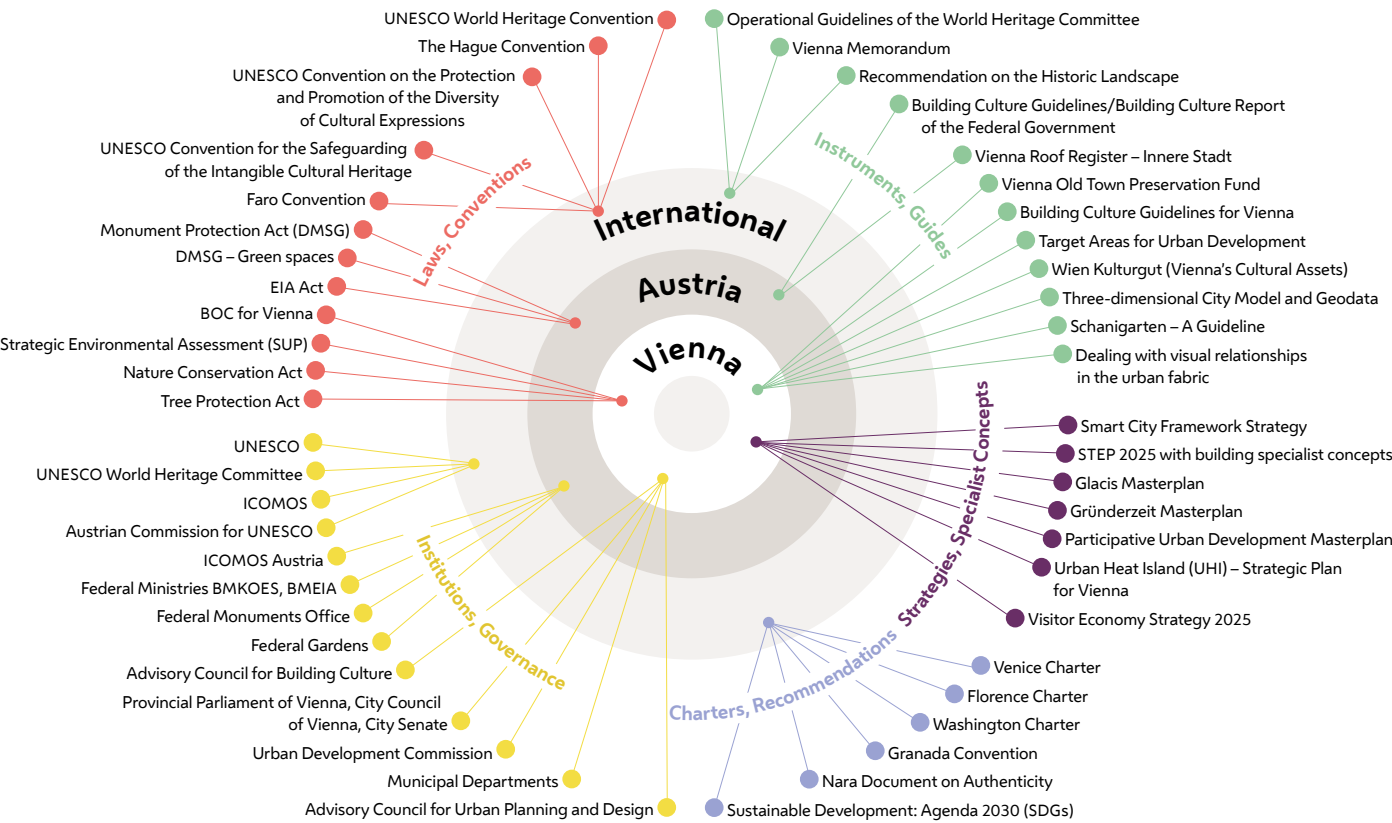 UNESCO World Heritage Convention
The Hague Convention
UNESCO Convention on the Protection
and Promotion of the Diversity
of Cultural Expressions
UNESCO Convention for the Safeguarding
of the Intangible Cultural Heritage
Faro Convention
Monument Protection Act (DMSG)
DMSG – Green spaces
EIA Act
BOC for Vienna
Strategic Environmental Assessment (SUP)
Nature Conservation Act
Tree Protection Act
Laws, Conventions
Operational Guidelines of the World Heritage Committee
Vienna Memorandum
Recommendation on the Historic Landscape
Building Culture Guidelines/Building Culture Report
of the Federal Government
Vienna Roof Register – Innere Stadt
Vienna Old Town Preservation Fund
Building Culture Guidelines for Vienna
Target Areas for Urban Development
Wien Kulturgut (Vienna's Cultural Assets)
Three-dimensional City Model and Geodata
Schanigarten – A Guideline
Dealing with visual relationships
in the urban fabric
Instruments, Guides
International
Austria
Vienna
UNESCO
UNESCO World Heritage Committee
ICOMOS
Austrian Commission for UNESCO
ICOMOS Austria
Federal Ministries BMKOES, BMEIA
Federal Monuments Office
Federal Gardens
Advisory Council for Building Culture
Provincial Parliament of Vienna, City Council
of Vienna, City Senate
Urban Development Commission
Municipal Departments
Advisory Council for Urban Planning and Design
Institutions, Governance
Smart City Framework Strategy
STEP 2025 with building specialist concepts
Glacis Masterplan
Gründerzeit Masterplan
Participative Urban Development Masterplan
Urban Heat Island (UHI) – Strategic Plan
for Vienna
Visitor Economy Strategy 2025
Strategies, Specialist Concepts
Venice Charter
Florence Charter
Washington Charter
Granada Convention
Nara Document on Authenticity
Sustainable Development: Agenda 2030 (SDGs)
Charters, Recommendations